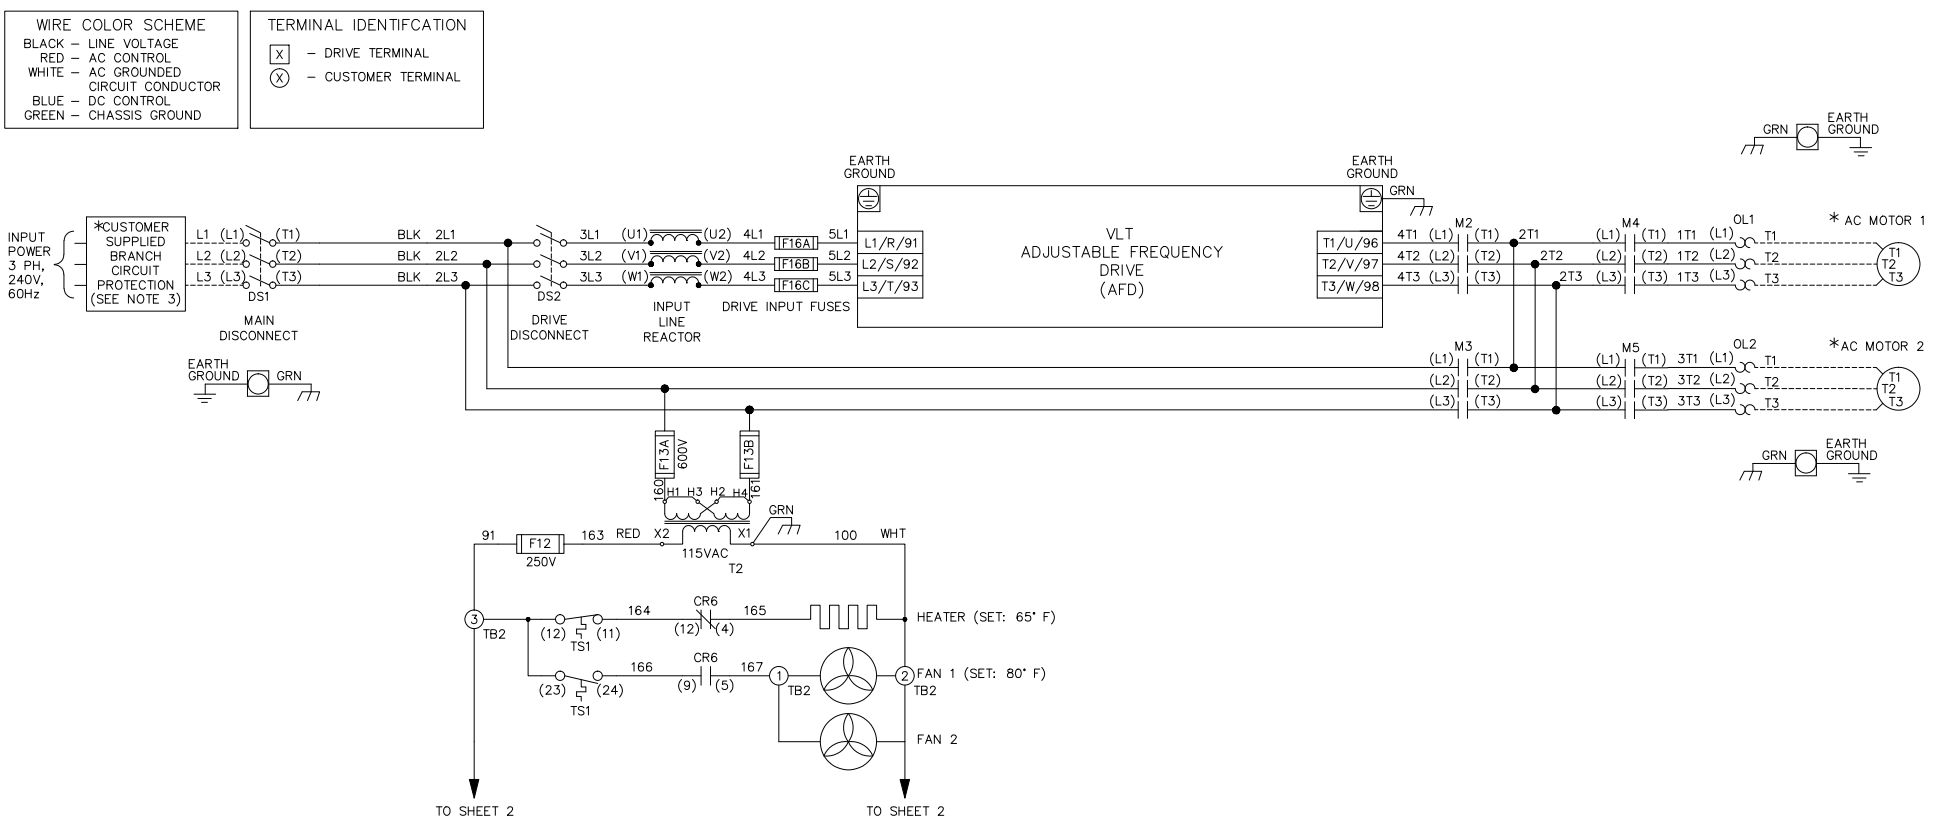 WIRE COLOR SCHEME
BLACK – LINE VOLTAGE
RED – AC CONTROL
WHITE – AC GROUNDED
CIRCUIT CONDUCTOR
BLUE – DC CONTROL
GREEN – CHASSIS GROUND
TERMINAL IDENTIFCATION
X – DRIVE TERMINAL
X – CUSTOMER TERMINAL
INPUT
POWER
3 PH,
240V,
60Hz
*CUSTOMER
SUPPLIED
BRANCH
CIRCUIT
PROTECTION
(SEE NOTE 3)
L1 (L1) (T1) BLK 2L1
L2 (L2) (T2) BLK 2L2
L3 (L3) (T3) BLK 2L3
DS1
MAIN
DISCONNECT
EARTH
GROUND GRN
3L1 (U1) (U2) 4L1 F16A 5L1
3L2 (V1) (V2) 4L2 F16B 5L2
3L3 (W1) (W2) 4L3 F16C 5L3
DS2
DRIVE
DISCONNECT
INPUT
LINE
REACTOR
DRIVE INPUT FUSES
EARTH
GROUND
L1/R/91
L2/S/92
L3/T/93
VLT
ADJUSTABLE FREQUENCY
DRIVE
(AFD)
EARTH
GROUND
GRN
T1/U/96
T2/V/97
T3/W/98
M2 M4 OL1
4T1 (L1) (T1) 2T1 (L1) (T1) 1T1 (L1) T1
4T2 (L2) (T2) 2T2 (L2) (T2) 1T2 (L2) T2
4T3 (L3) (T3) 2T3 (L3) (T3) 1T3 (L3) T3
GRN EARTH
GROUND
* AC MOTOR 1
T1
T2
T3
M3 M5 OL2
(L1) (T1) (L1) (T1) 3T1 (L1) T1
(L2) (T2) (L2) (T2) 3T2 (L2) T2
(L3) (T3) (L3) (T3) 3T3 (L3) T3
*AC MOTOR 2
T1
T2
T3
GRN EARTH
GROUND
F13A
600V
F13B
160
161
H1 H3 H2 H4
GRN
91 F12 163 RED X2 X1 100 WHT
250V
115VAC
T2
3
TB2
(12) (11) 164 CR6 165
TS1
(12) (4)
HEATER (SET: 65° F)
(23) (24) 166 CR6 167
TS1
(9) (5)
1
TB2
2
TB2
FAN 1 (SET: 80° F)
FAN 2
TO SHEET 2
TO SHEET 2